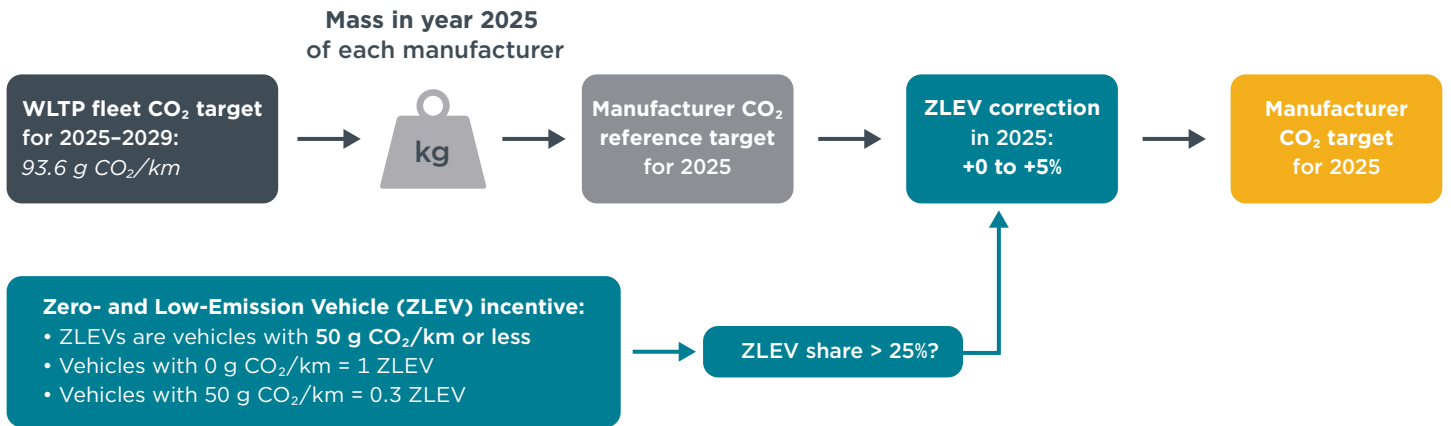 Mass in year 2025
of each manufacturer
WLTP fleet CO₂ target
for 2025–2029:
93.6 g CO₂/km
kg
Manufacturer CO₂
reference target
for 2025
ZLEV correction
in 2025:
+0 to +5%
Manufacturer
CO₂ target
for 2025
Zero- and Low-Emission Vehicle (ZLEV) incentive:
• ZLEVs are vehicles with 50 g CO₂/km or less
• Vehicles with 0 g CO₂/km = 1 ZLEV
• Vehicles with 50 g CO₂/km = 0.3 ZLEV
ZLEV share > 25%?